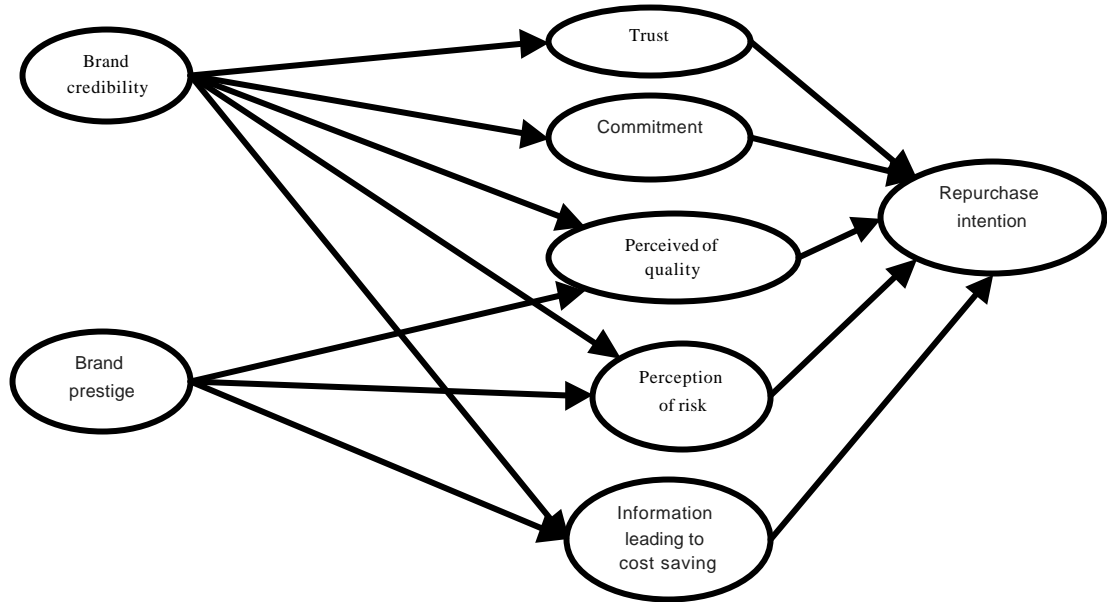 Brand
credibility
Trust
Commitment
Perceived of
quality
Repurchase
intention
Brand
prestige
Perception
of risk
Information
leading to
cost saving